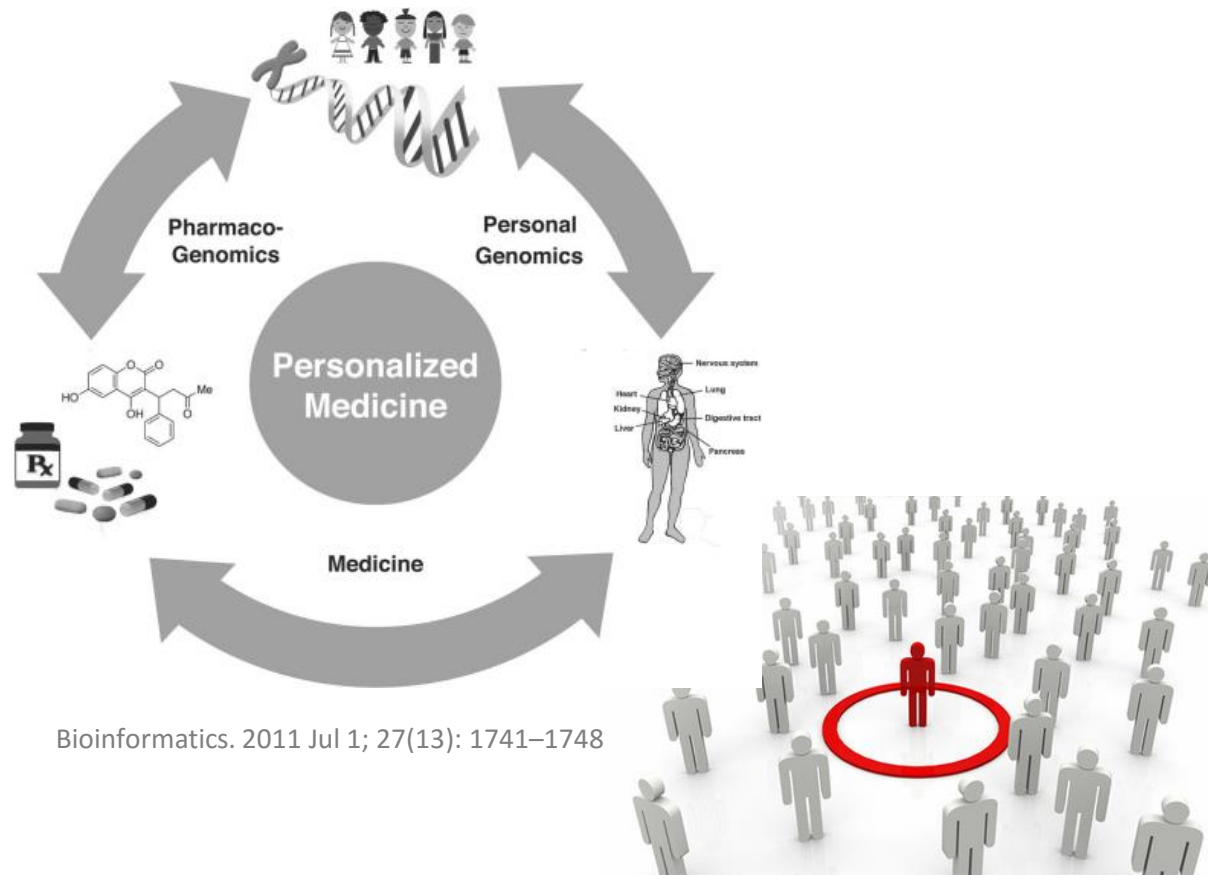 Pharmaco-
Genomics
Personal
Genomics
Personalized
Medicine
O
O
HO
Me
OH
O
Rx
Nervous system
Heart
Lung
Kidney
Digestive tract
Liver
Pancreas
Medicine
Bioinformatics. 2011 Jul 1; 27(13): 1741–1748